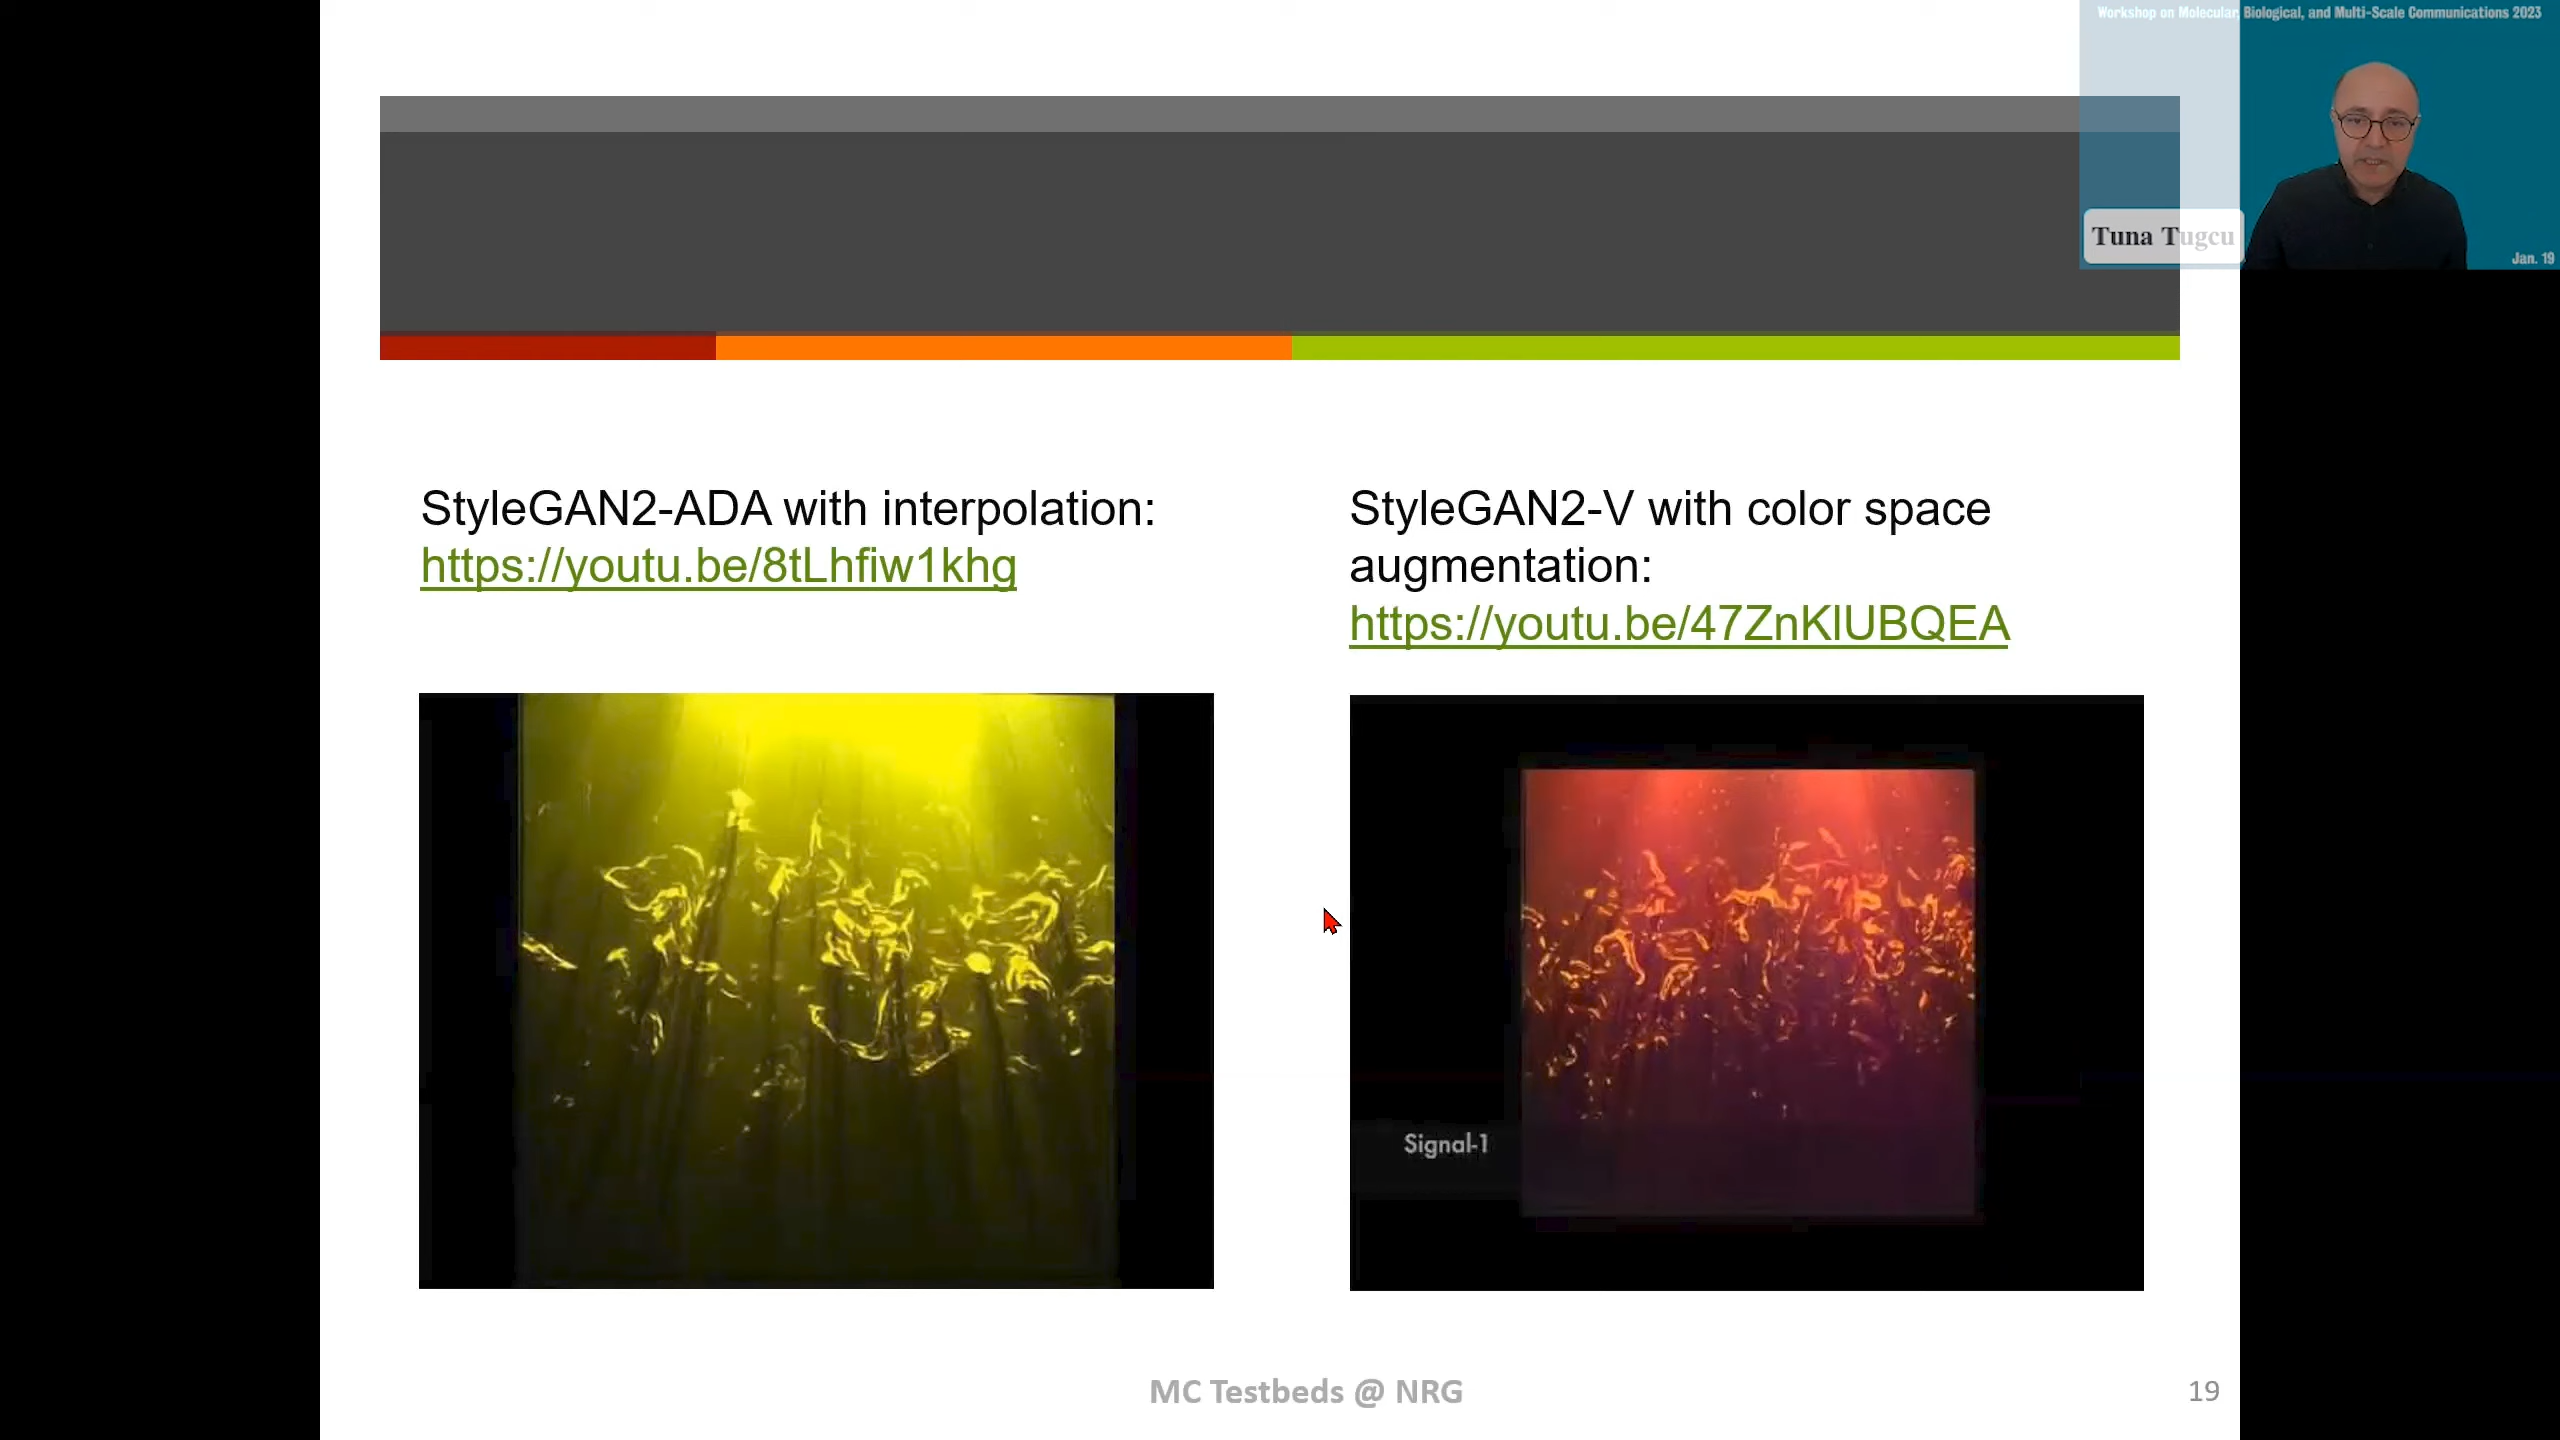 Workshop on Molecular, Biological, and Multi-Scale Communications 2023
Tuna Tugcu
Jan. 19
StyleGAN2-ADA with interpolation:
https://youtu.be/8tLhfiw1khg
StyleGAN2-V with color space
augmentation:
https://youtu.be/47ZnKlUBQEA
Signal-1
MC Testbeds @ NRG
19